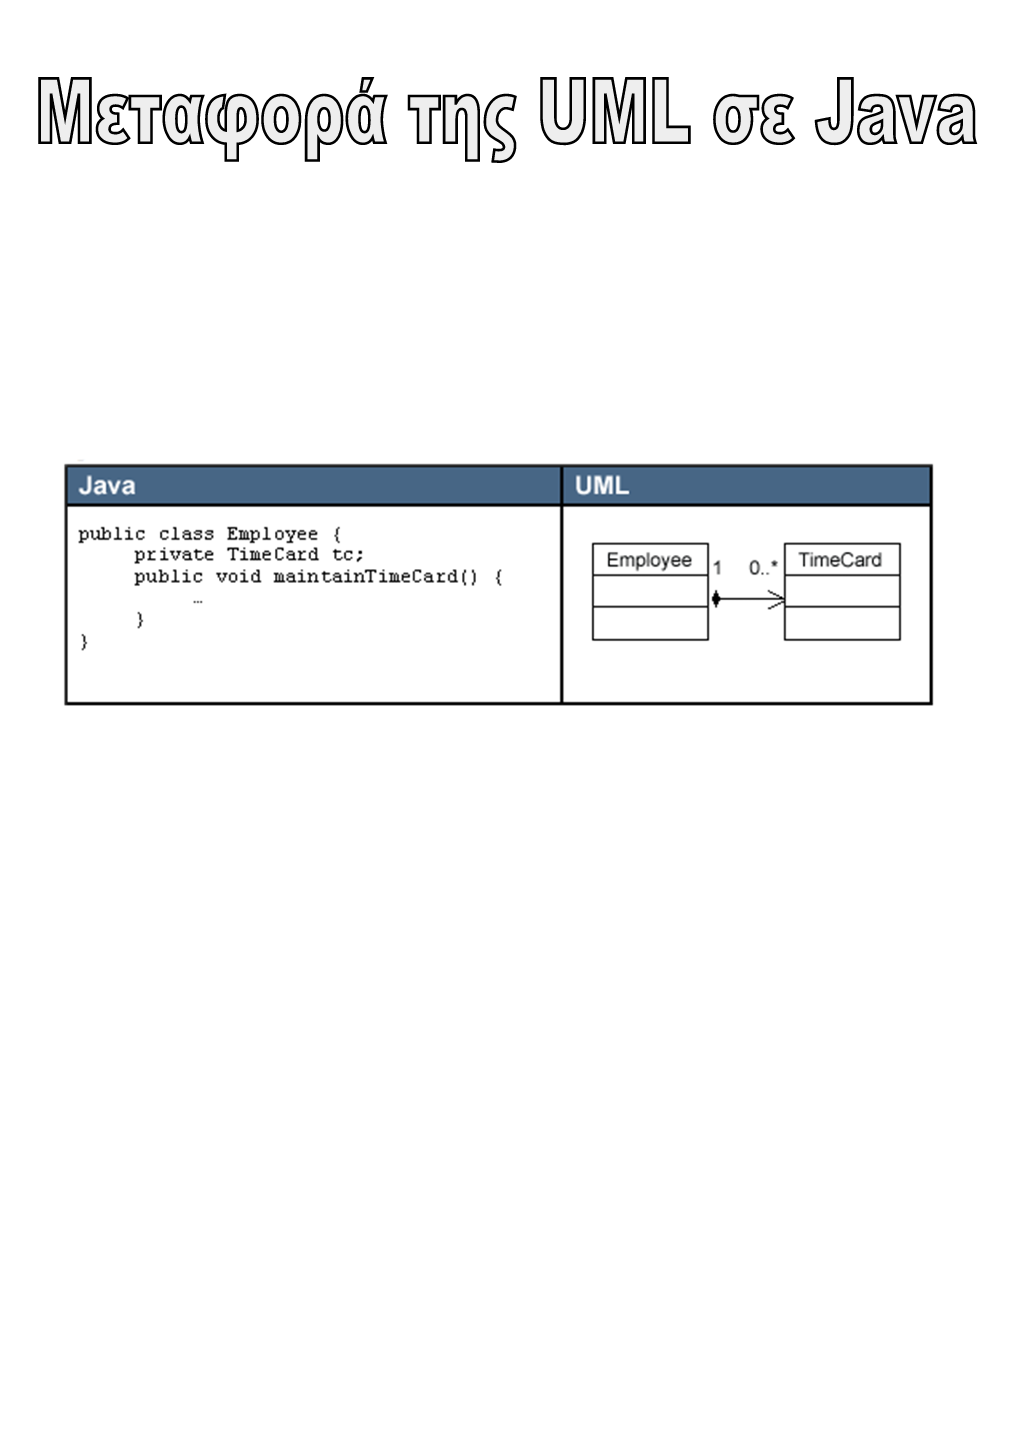 Μεταφορά της UML σε Java
Java
UML
public class Employee {
private TimeCard tc;
public void maintainTimeCard() {
…
}
}
Employee
1
0..*
TimeCard